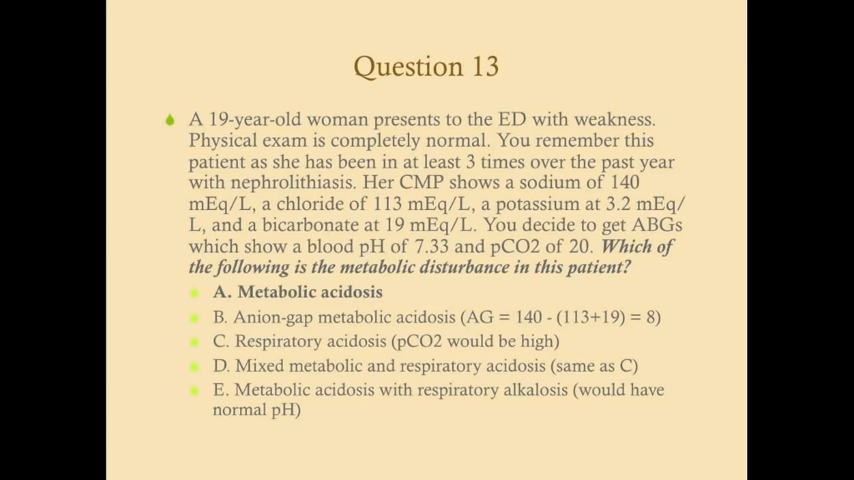 Question 13
A 19-year-old woman presents to the ED with weakness.
Physical exam is completely normal. You remember this
patient as she has been in at least 3 times over the past year
with nephrolithiasis. Her CMP shows a sodium of 140
mEq/L, a chloride of 113 mEq/L, a potassium at 3.2 mEq/
L, and a bicarbonate at 19 mEq/L. You decide to get ABGs
which show a blood pH of 7.33 and pCO2 of 20. Which of
the following is the metabolic disturbance in this patient?
A. Metabolic acidosis
B. Anion-gap metabolic acidosis (AG = 140 - (113+19) = 8)
C. Respiratory acidosis (pCO2 would be high)
D. Mixed metabolic and respiratory acidosis (same as C)
E. Metabolic acidosis with respiratory alkalosis (would have
normal pH)